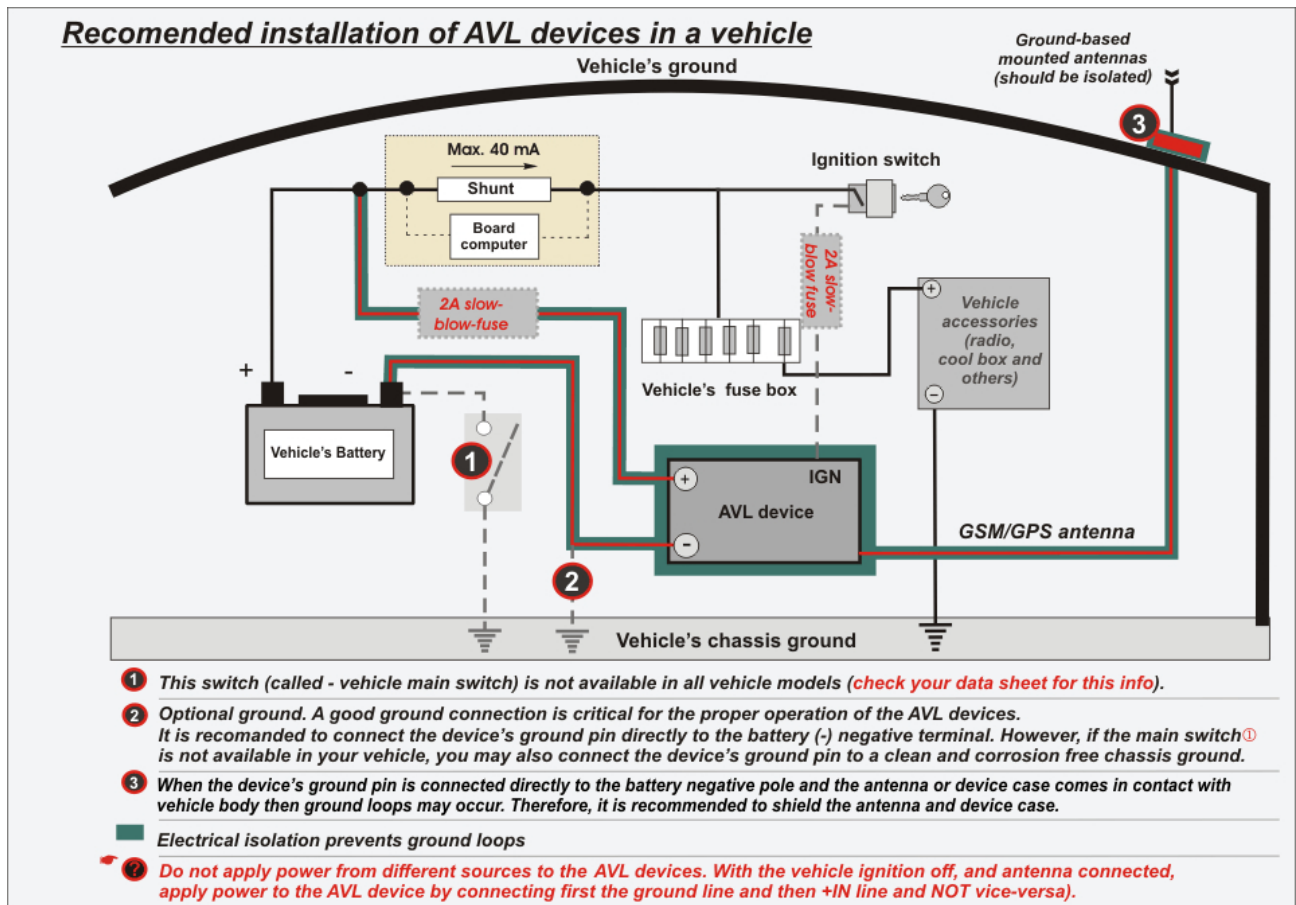 Recomended installation of AVL devices in a vehicle
Vehicle's ground
Ground-based
mounted antennas
(should be isolated)
3
Max. 40 mA
Shunt
Board
computer
Ignition switch
2A slow-
blow fuse
2A slow-
blow-fuse
Vehicle's fuse box
+
Vehicle
accessories
(radio,
cool box and
others)
−
+ -
Vehicle's Battery
1
+
IGN
AVL device
-
GSM/GPS antenna
2
Vehicle's chassis ground
1 This switch (called - vehicle main switch) is not available in all vehicle models (check your data sheet for this info).
2 Optional ground. A good ground connection is critical for the proper operation of the AVL devices.
It is recomanded to connect the device's ground pin directly to the battery (-) negative terminal. However, if the main switch①
is not available in your vehicle, you may also connect the device's ground pin to a clean and corrosion free chassis ground.
3 When the device's ground pin is connected directly to the battery negative pole and the antenna or device case comes in contact with
vehicle body then ground loops may occur. Therefore, it is recommended to shield the antenna and device case.
Electrical isolation prevents ground loops
? Do not apply power from different sources to the AVL devices. With the vehicle ignition off, and antenna connected,
apply power to the AVL device by connecting first the ground line and then +IN line and NOT vice-versa).